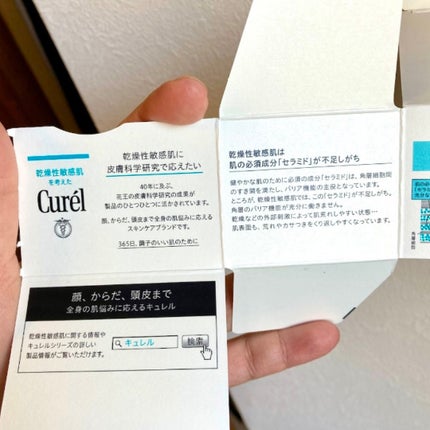 乾燥性敏感肌
を考えた
Curél
乾燥性敏感肌に
皮膚科学研究で応えたい
40年に及ぶ、
花王の皮膚科学研究の成果が
製品のひとつひとつに活かされています。
顔、からだ、頭皮まで全身の肌悩みに応える
スキンケアブランドです。
365日、調子のいい肌のために
乾燥性敏感肌は
肌の必須成分「セラミド」が不足しがち
健やかな肌のために必須の成分「セラミド」は、角層細胞間
のすき間を満たし、バリア機能の主役となっています。
ところが、乾燥性敏感肌では、この「セラミド」が不足しがち。
角層のバリア機能が充分に働きません。
乾燥などの外部刺激によって肌荒れしやすい状態…
肌表面も、荒れやカサつきをくり返しやすくなっています。
顔、からだ、頭皮まで
全身の肌悩みに応えるキュレル
乾燥性敏感肌に関する情報や
キュレルシリーズの詳しい
製品情報がご覧いただけます。
キュレル
検索